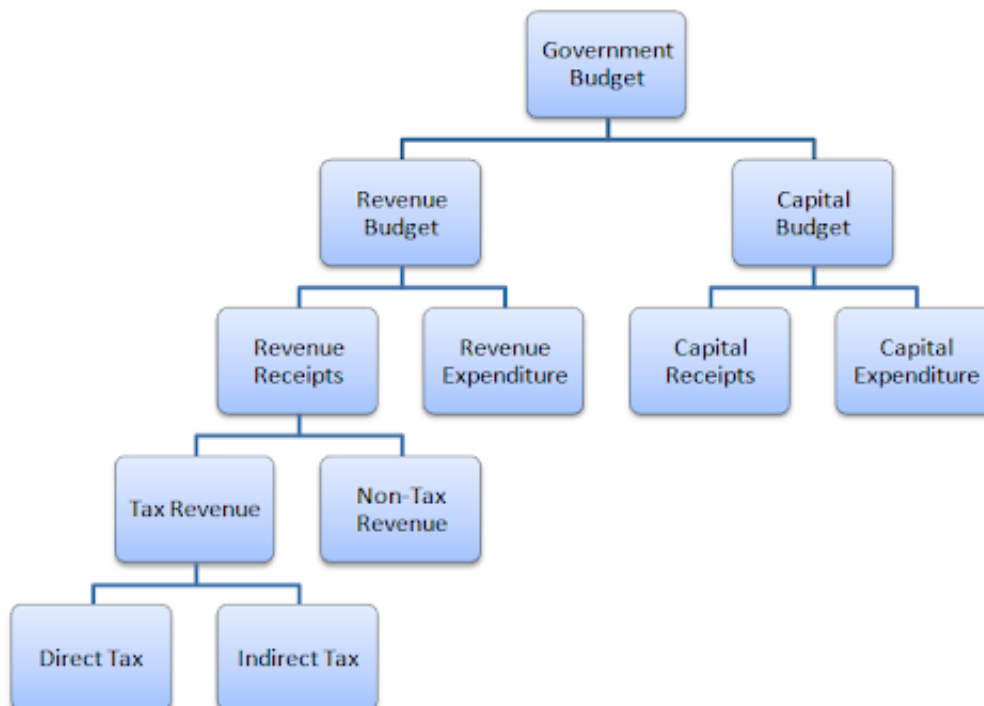 Government
Budget
Revenue
Budget
Capital
Budget
Revenue
Receipts
Revenue
Expenditure
Capital
Receipts
Capital
Expenditure
Tax Revenue
Non-Tax
Revenue
Direct Tax
Indirect Tax